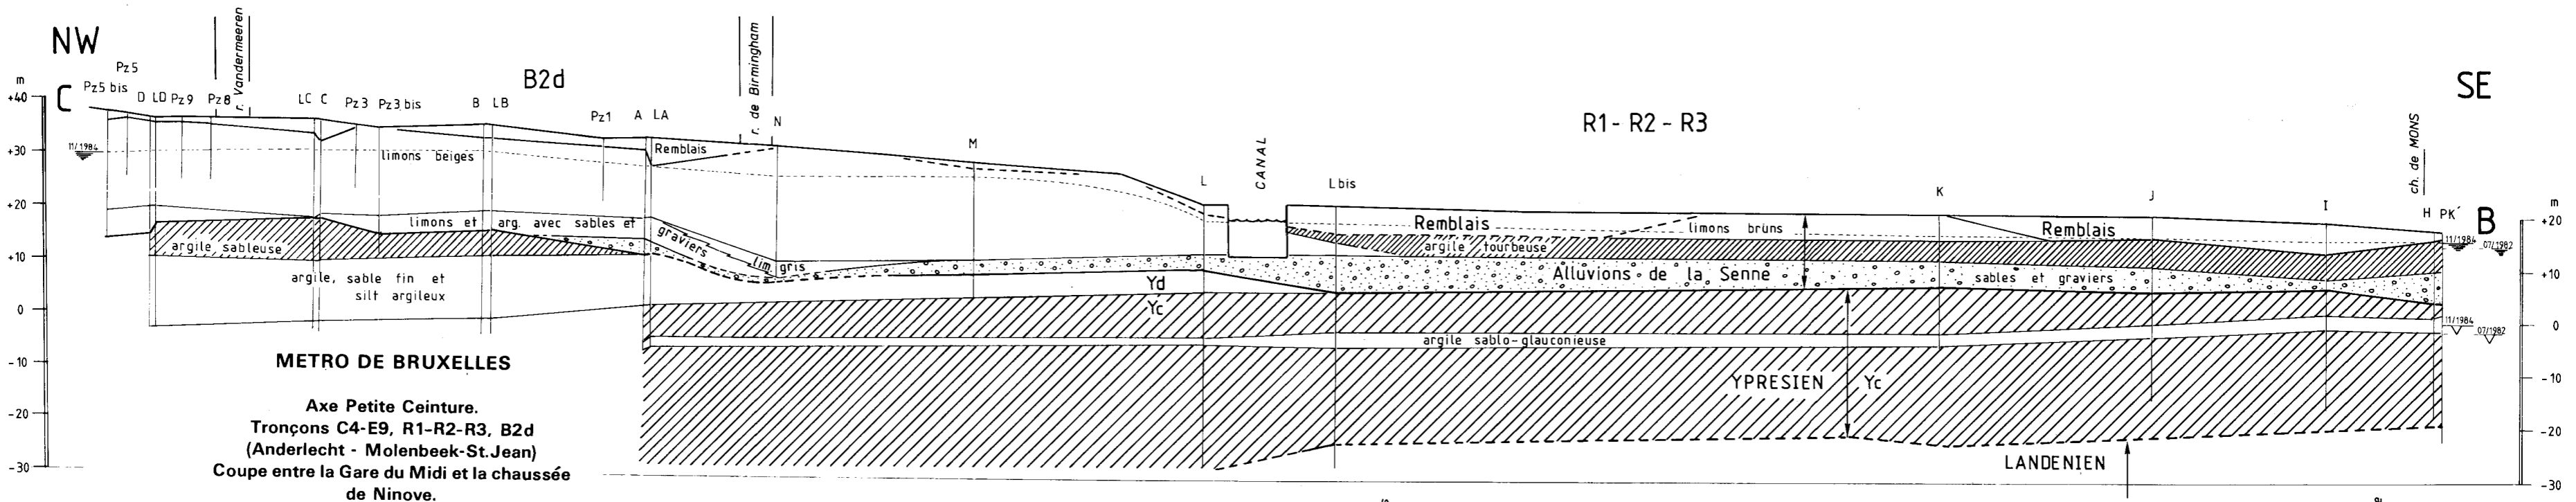 NW
SE
C
B
m
+40
+30
+20
+10
0
-10
-20
-30
m
+20
+10
0
-10
-20
-30
Pz5 bis
Pz5
D LD Pz9 Pz8
r. Vandermeeren
LC C Pz3 Pz3 bis
B LB
B2d
Pz1
A LA
r. de Birmingham
N
M
L
CANAL
L bis
R1- R2 - R3
K
J
I
ch. de MONS
H PK´
11/1984
limons beiges
Remblais
limons et arg. avec sables et graviers
argile sableuse
argile, sable fin et
silt argileux
lim gris
Yd
Yc
Remblais
limons brùns
Remblais
argile tourbeuse
Alluvions de la Senne
sables et graviers
argile sablo-glauconieuse
YPRESIEN Yc
LANDENIEN
11/1984
07/1982
11/1984
07/1982
METRO DE BRUXELLES
Axe Petite Ceinture.
Tronçons C4-E9, R1-R2-R3, B2d
(Anderlecht - Molenbeek-St.Jean)
Coupe entre la Gare du Midi et la chaussée
de Ninove.